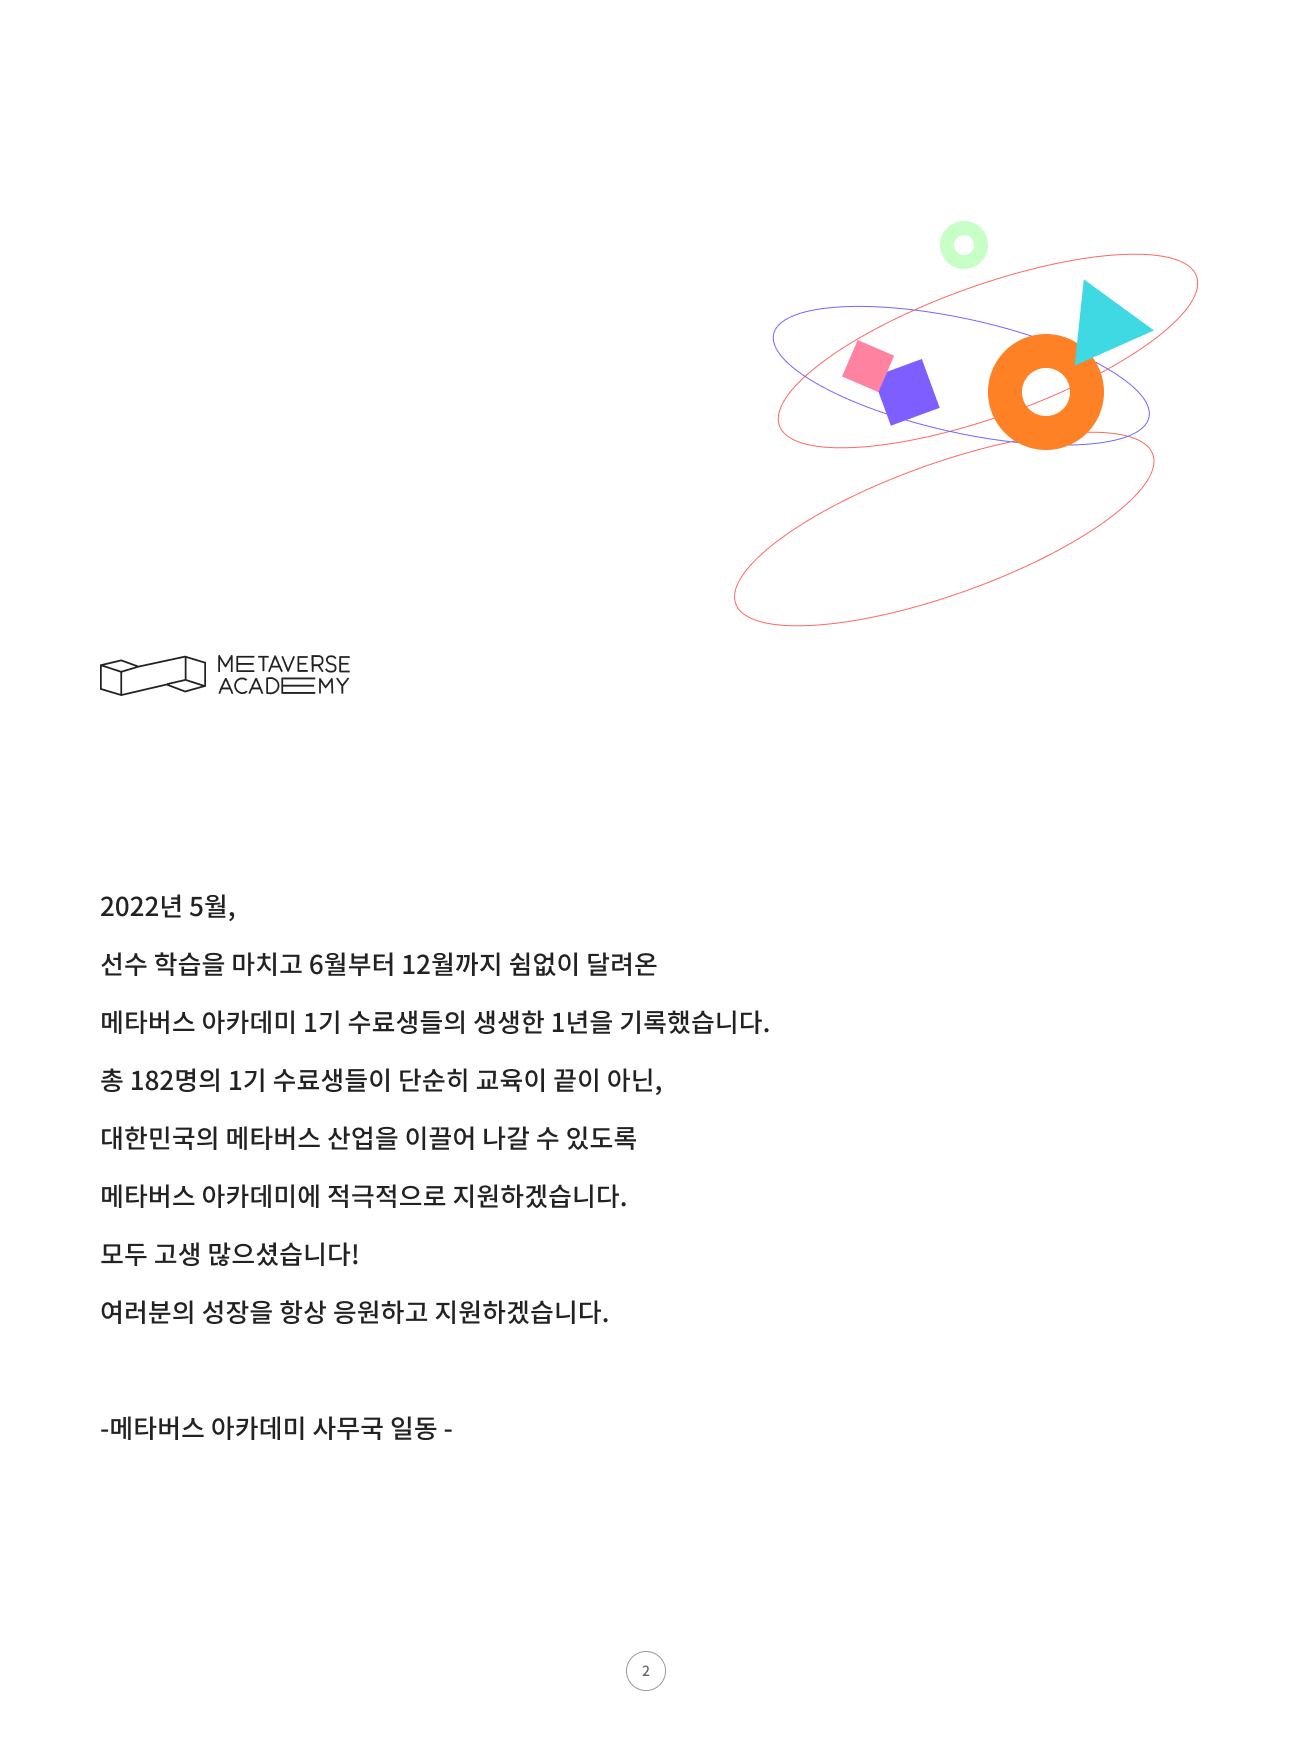 METAVERSE
ACADEMY
2022년 5월,
선수 학습을 마치고 6월부터 12월까지 쉼없이 달려온
메타버스 아카데미 1기 수료생들의 생생한 1년을 기록했습니다.
총 182명의 1기 수료생들이 단순히 교육이 끝이 아닌,
대한민국의 메타버스 산업을 이끌어 나갈 수 있도록
메타버스 아카데미에 적극적으로 지원하겠습니다.
모두 고생 많으셨습니다!
여러분의 성장을 항상 응원하고 지원하겠습니다.
-메타버스 아카데미 사무국 일동 -
2